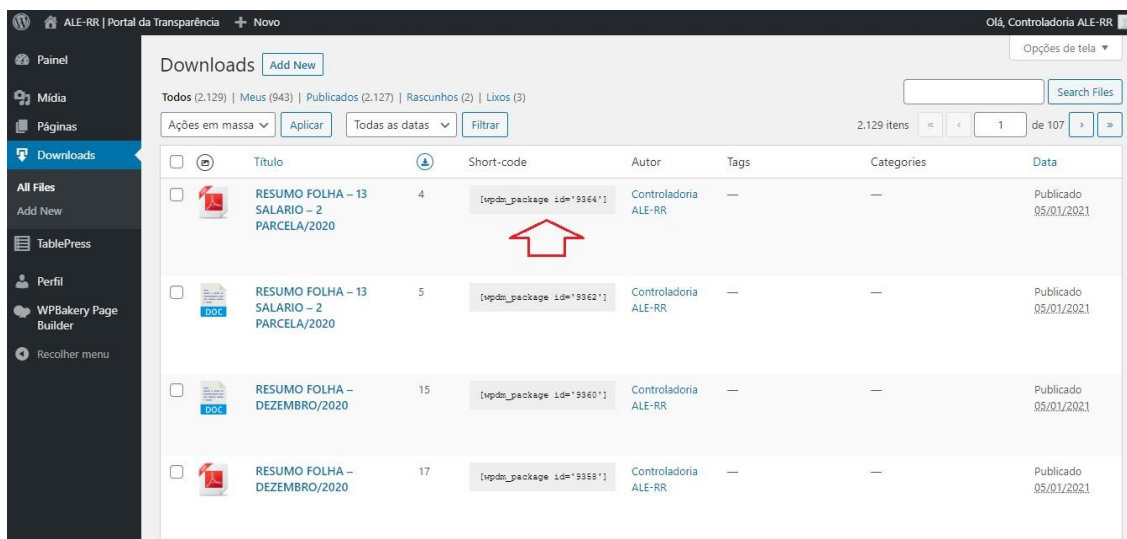 ALE-RR | Portal da Transparência + Novo Olá, Controladoria ALE-RR
Opções de tela ▼
Painel
Mídia
Páginas
Downloads
All Files
Add New
TablePress
Perfil
WPBakery Page
Builder
Recolher menu
Downloads Add New
Todos (2.129) | Meus (943) | Publicados (2.127) | Rascunhos (2) | Lixos (3)
Search Files
Ações em massa Aplicar Todas as datas Filtrar 2.129 itens « ‹ 1 de 107 › »
Título Short-code Autor Tags Categories Data
RESUMO FOLHA – 13
SALARIO – 2
PARCELA/2020
4
[wpdm_package id='9364']
Controladoria
ALE-RR
—
—
Publicado
05/01/2021
DOC
RESUMO FOLHA – 13
SALARIO – 2
PARCELA/2020
5
[wpdm_package id='9362']
Controladoria
ALE-RR
—
—
Publicado
05/01/2021
DOC
RESUMO FOLHA –
DEZEMBRO/2020
15
[wpdm_package id='9360']
Controladoria
ALE-RR
—
—
Publicado
05/01/2021
RESUMO FOLHA –
DEZEMBRO/2020
17
[wpdm_package id='9358']
Controladoria
ALE-RR
—
—
Publicado
05/01/2021